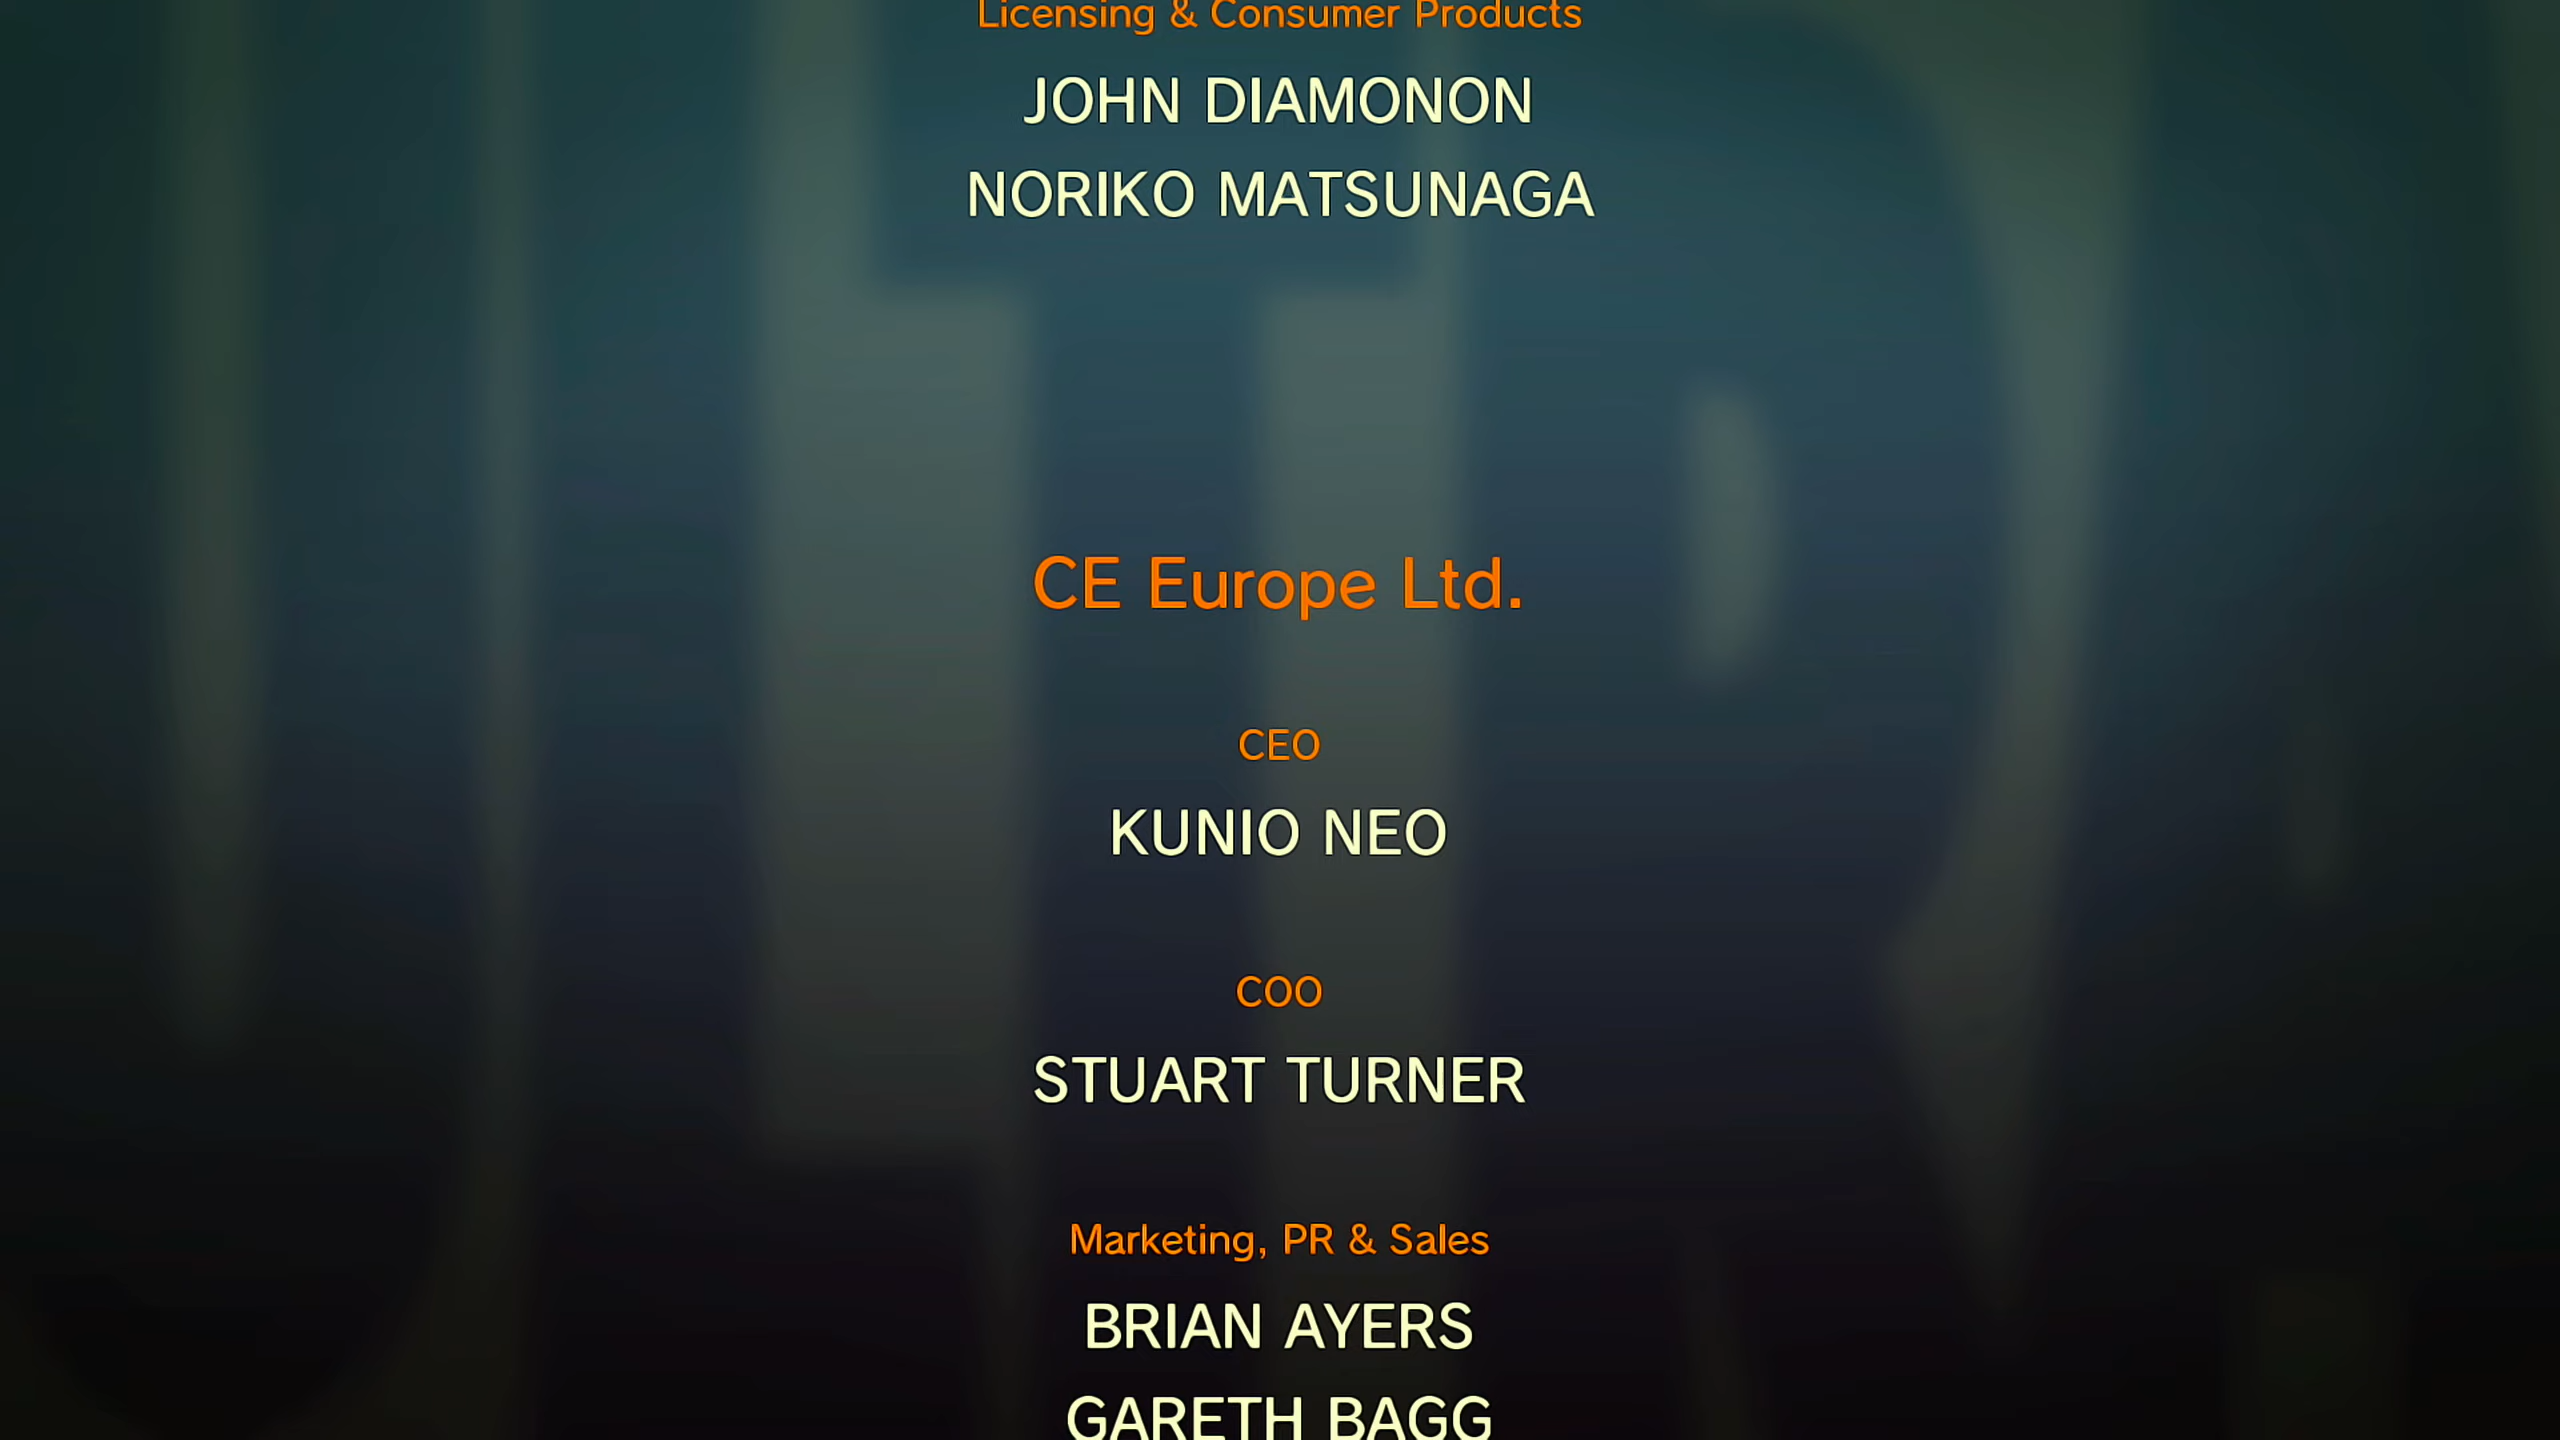 Licensing & Consumer Products
JOHN DIAMONON
NORIKO MATSUNAGA
CE Europe Ltd.
CEO
KUNIO NEO
COO
STUART TURNER
Marketing, PR & Sales
BRIAN AYERS
GARETH BAGG